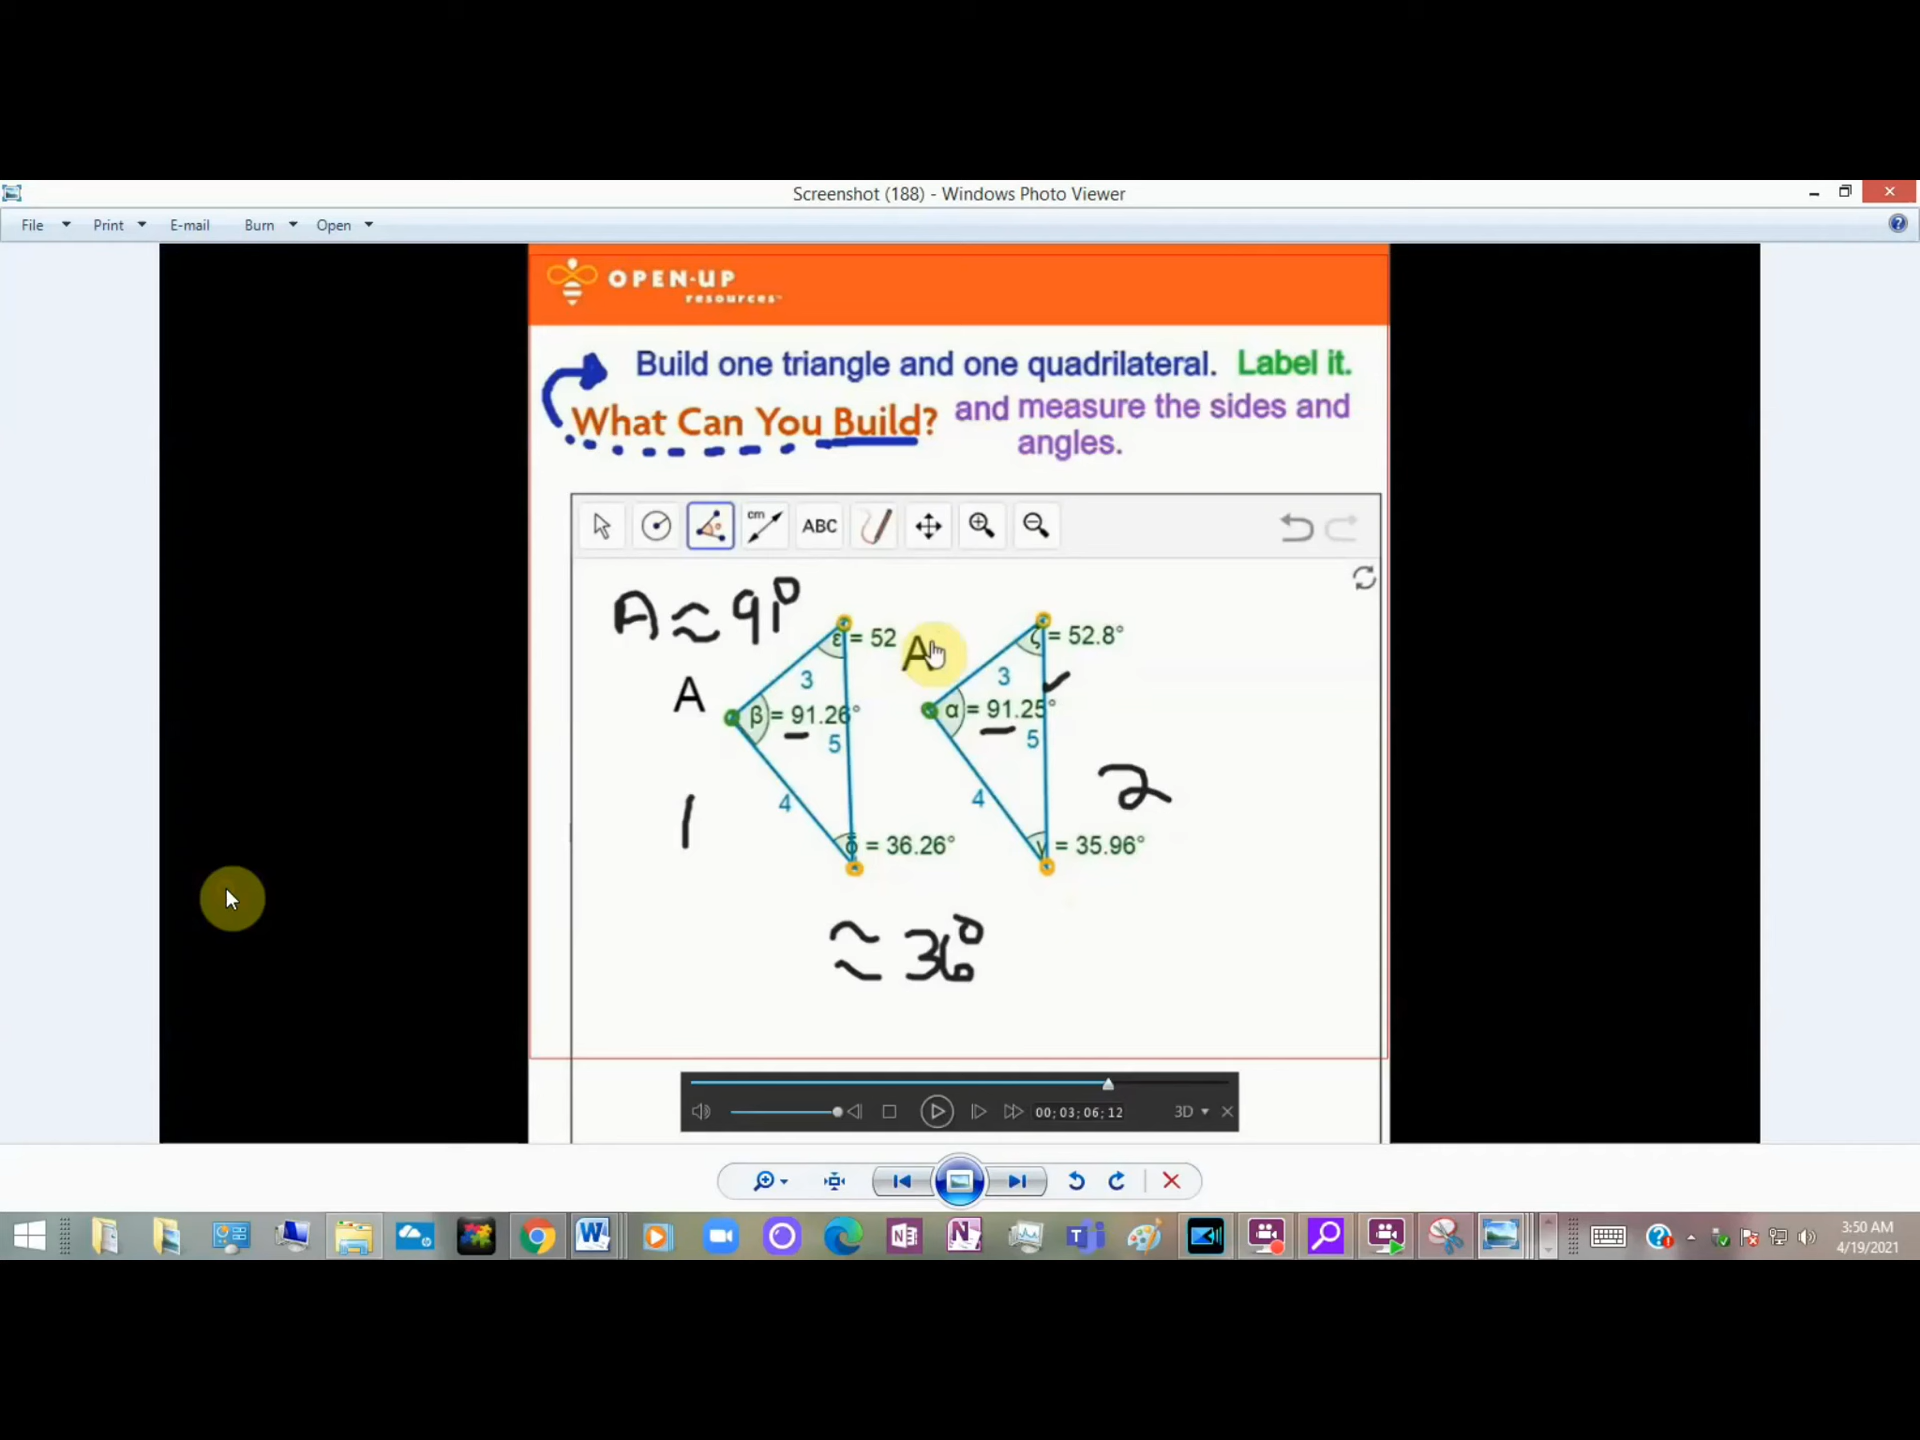 Screenshot (188) - Windows Photo Viewer
File Print E-mail Burn Open
OPEN-UP
resources
Build one triangle and one quadrilateral. Label it.
What Can You Build? and measure the sides and
angles.
cm ABC
A ≈ 91°
ε = 52 A ζ = 52.8°
3 3
A β = 91.26° α = 91.25°
5 5
4 4
1 2
δ = 36.26° γ = 35.96°
≈ 36°
00;03;06;12 3D
3:50 AM
4/19/2021